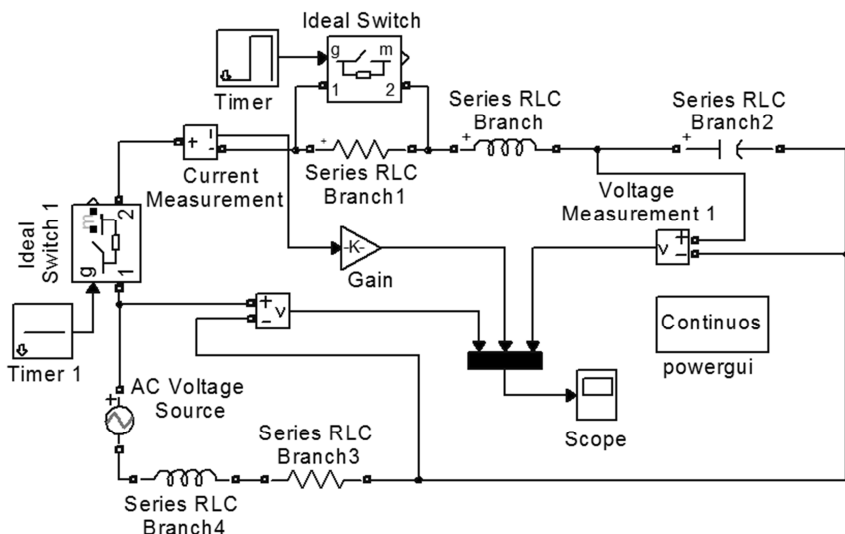 Ideal Switch
g
m
1
2
Timer
Series RLC
Branch
Series RLC
Branch2
+
i
-
+
+
+
Current
Measurement
Series RLC
Branch1
Voltage
Measurement 1
Ideal
Switch 1
m
2
g
1
-K-
Gain
v
+
-
Timer 1
+
-
v
Continuos
powergui
+
AC Voltage
Source
Scope
Series RLC
Branch3
Series RLC
Branch4